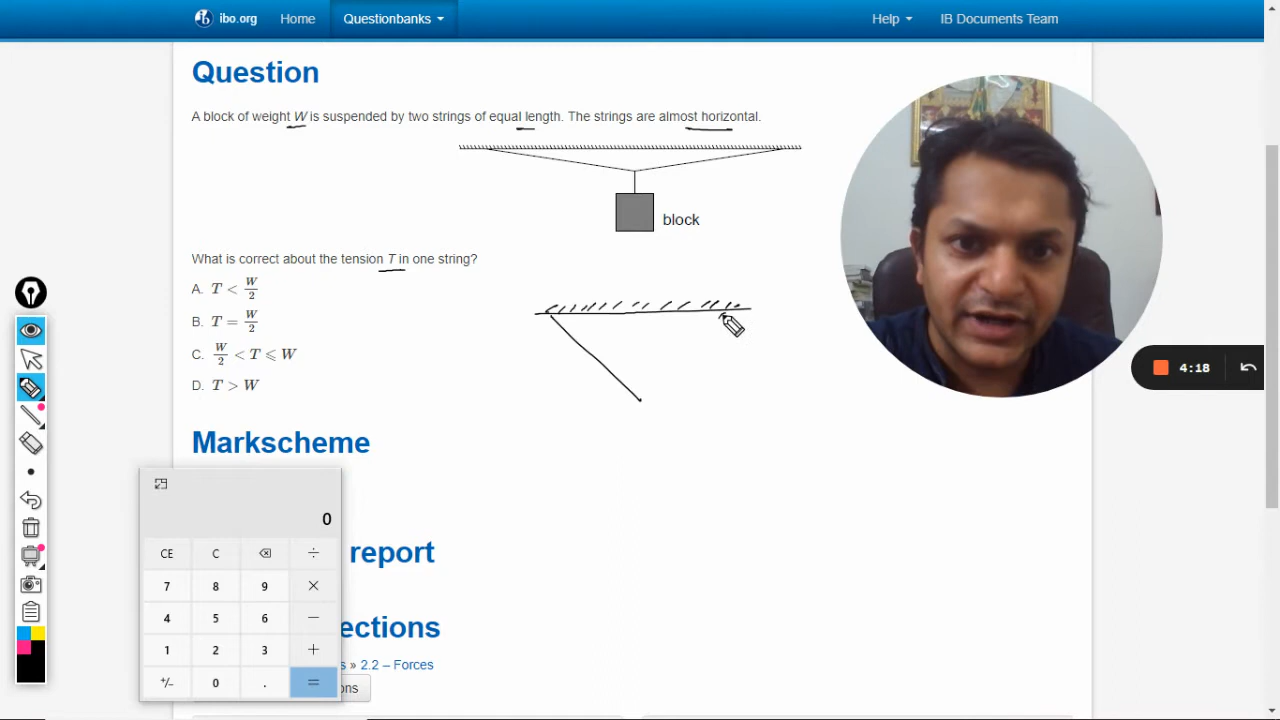 ibo.org Home Questionbanks Help IB Documents Team
Question
A block of weight W is suspended by two strings of equal length. The strings are almost horizontal.
block
What is correct about the tension T in one string?
A. T < W/2
B. T = W/2
C. W/2 < T ⩽ W
D. T > W
4:18
Markscheme
0
CE C ⌫ ÷
report
7 8 9 ×
4 5 6 −
ections
1 2 3 +
s » 2.2 – Forces
+/− 0 . =
ons